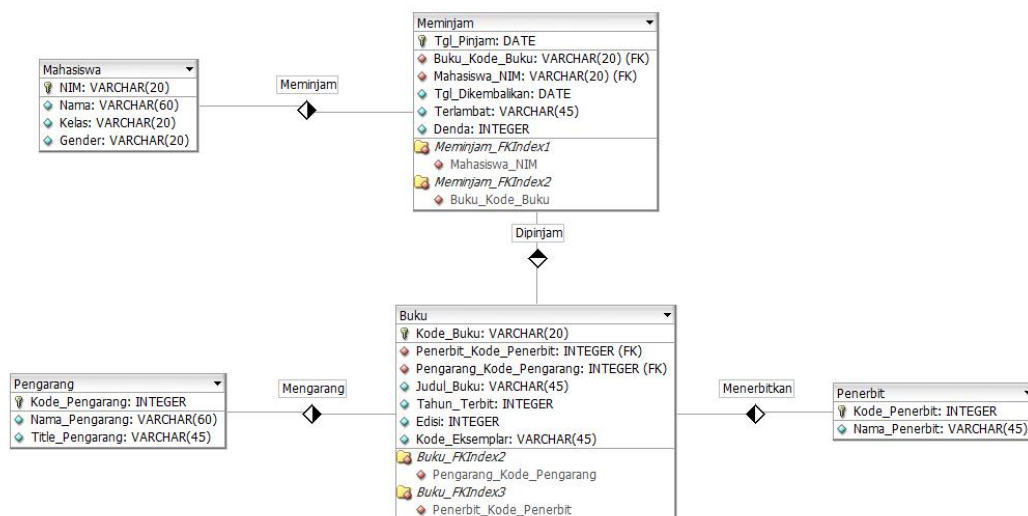 Meminjam
Tgl_Pinjam: DATE
Buku_Kode_Buku: VARCHAR(20) (FK)
Mahasiswa_NIM: VARCHAR(20) (FK)
Tgl_Dikembalikan: DATE
Terlambat: VARCHAR(45)
Denda: INTEGER
Meminjam_FKIndex1
Mahasiswa_NIM
Meminjam_FKIndex2
Buku_Kode_Buku
Mahasiswa
NIM: VARCHAR(20)
Nama: VARCHAR(60)
Kelas: VARCHAR(20)
Gender: VARCHAR(20)
Meminjam
Dipinjam
Buku
Kode_Buku: VARCHAR(20)
Penerbit_Kode_Penerbit: INTEGER (FK)
Pengarang_Kode_Pengarang: INTEGER (FK)
Judul_Buku: VARCHAR(45)
Tahun_Terbit: INTEGER
Edisi: INTEGER
Kode_Eksemplar: VARCHAR(45)
Buku_FKIndex2
Pengarang_Kode_Pengarang
Buku_FKIndex3
Penerbit_Kode_Penerbit
Pengarang
Kode_Pengarang: INTEGER
Nama_Pengarang: VARCHAR(60)
Title_Pengarang: VARCHAR(45)
Mengarang
Menerbitkan
Penerbit
Kode_Penerbit: INTEGER
Nama_Penerbit: VARCHAR(45)